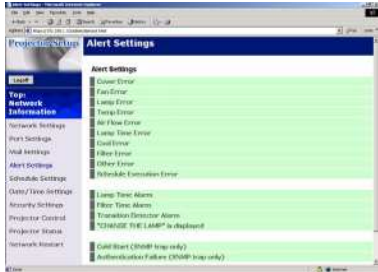 Projector Setup
Alert Settings
Logoff
Top:
Network
Information
Network Settings
Port Settings
Mail Settings
Alert Settings
Schedule Settings
Date/Time Settings
Security Settings
Projector Control
Projector Status
Network Restart
Alert Settings
Cover Error
Fan Error
Lamp Error
Temp Error
Air Flow Error
Lamp Time Error
Cool Error
Filter Error
Other Error
Schedule Execution Error
Lamp Time Alarm
Filter Time Alarm
Transition Detector Alarm
"CHANGE THE LAMP" is displayed
Cold Start (SNMP trap only)
Authentication Failure (SNMP trap only)